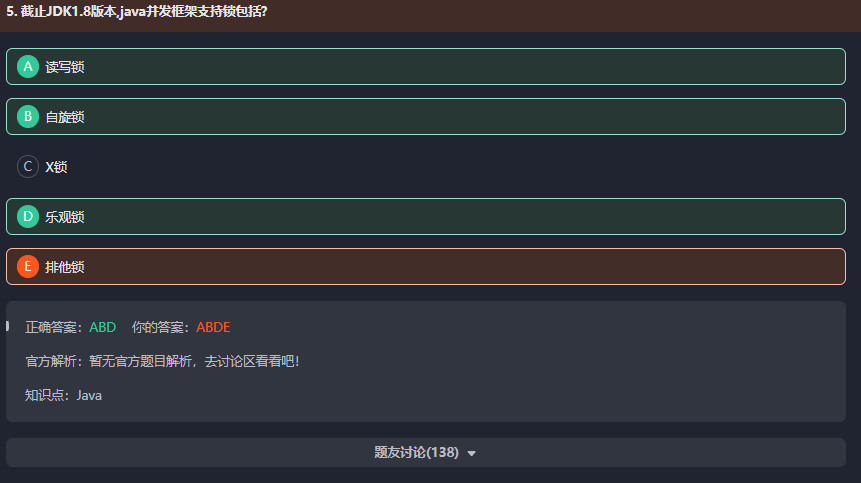 5. 截止JDK1.8版本,java并发框架支持锁包括?
A 读写锁
B 自旋锁
C X锁
D 乐观锁
E 排他锁
正确答案：ABD 你的答案：ABDE
官方解析：暂无官方题目解析，去讨论区看看吧！
知识点：Java
题友讨论(138)